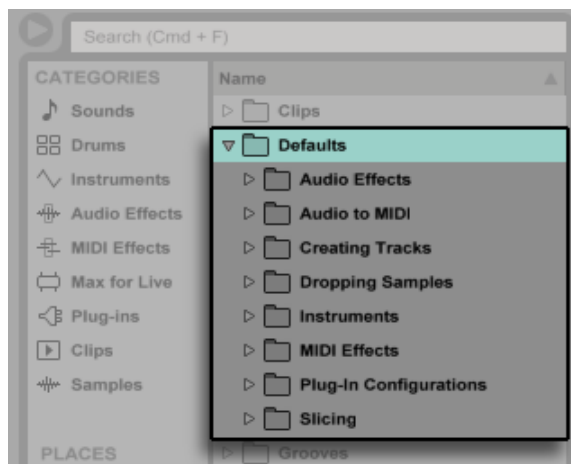 Search (Cmd + F)
CATEGORIES
Sounds
Drums
Instruments
Audio Effects
MIDI Effects
Max for Live
Plug-ins
Clips
Samples
PLACES
Name
Clips
Defaults
Audio Effects
Audio to MIDI
Creating Tracks
Dropping Samples
Instruments
MIDI Effects
Plug-In Configurations
Slicing
Grooves